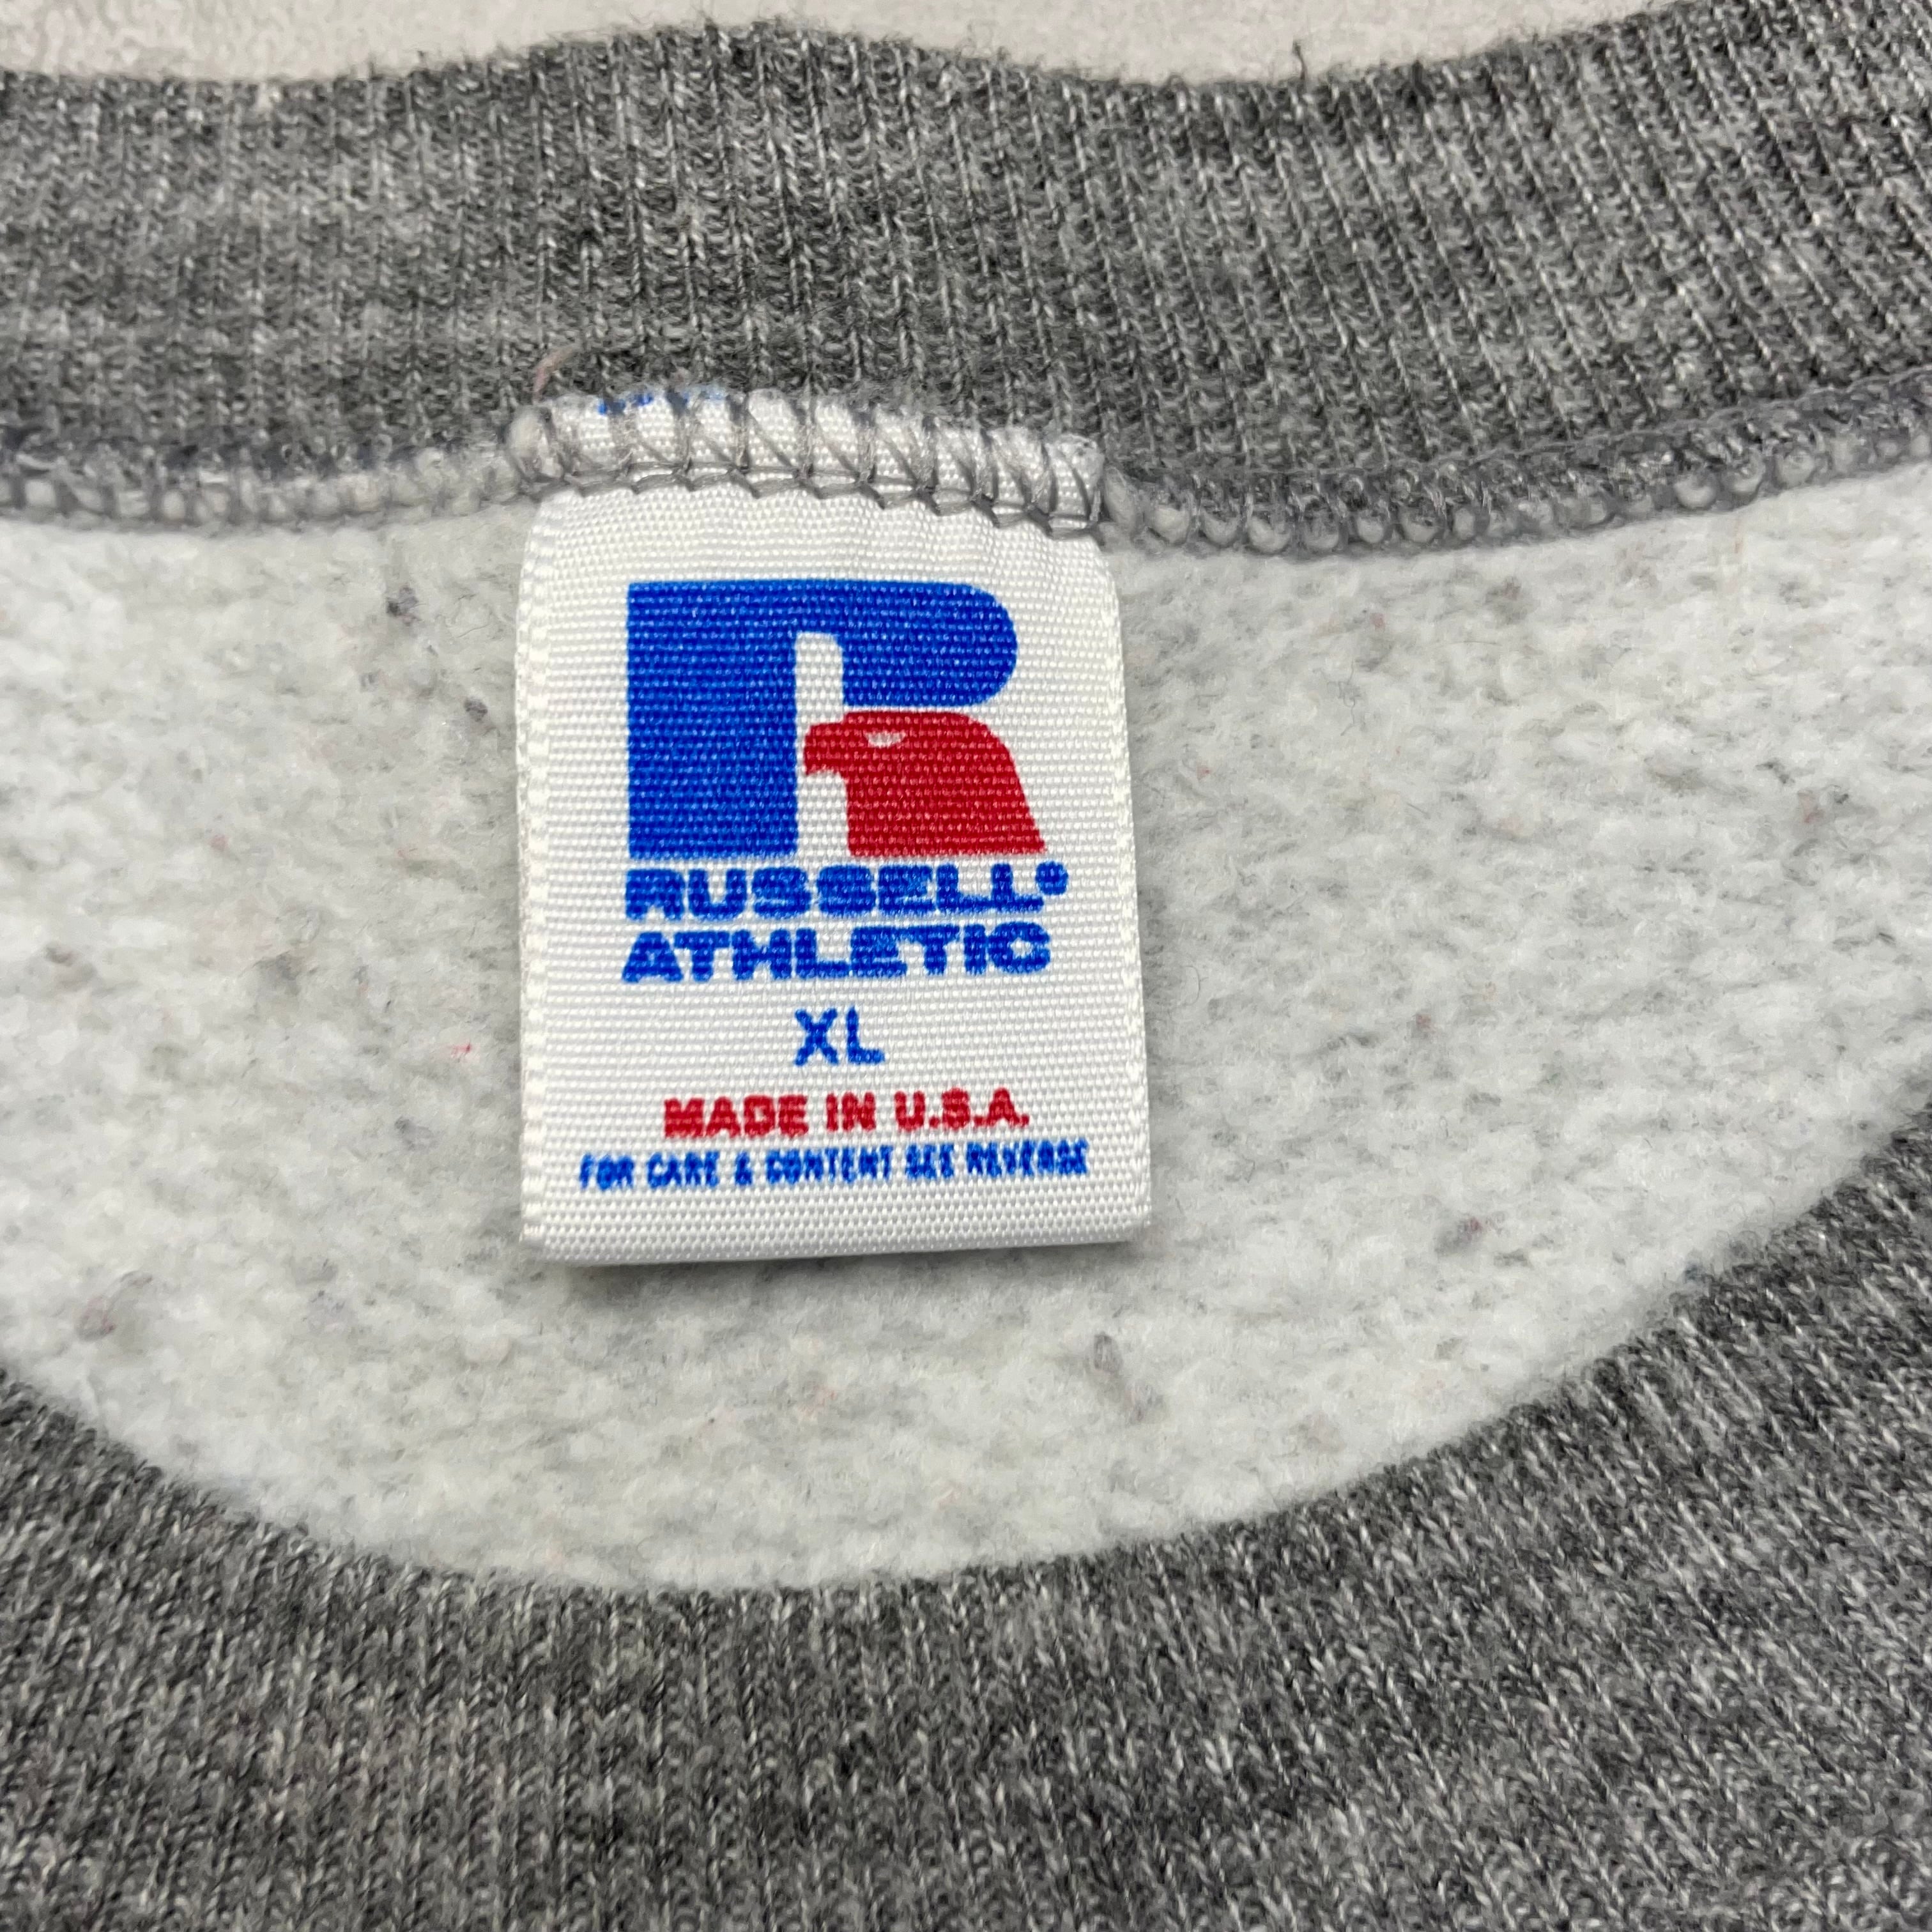 RUSSELL®
ATHLETIC
XL
MADE IN U.S.A.
FOR CARE & CONTENT SEE REVERSE